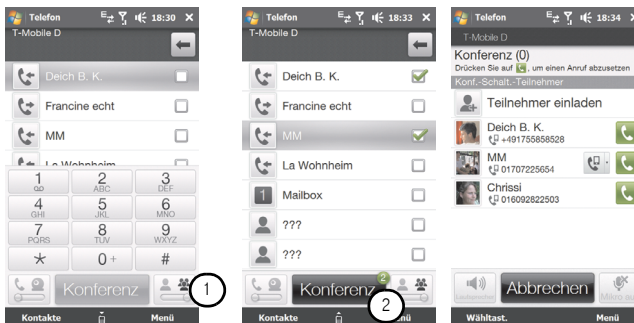 Telefon
E
18:30
T-Mobile D
Deich B. K.
Francine echt
MM
La Wohnheim
1
2 ABC
3 DEF
4 GHI
5 JKL
6 MNO
7 PQRS
8 TUV
9 WXYZ
*
0 +
#
Konferenz
1
Kontakte
Menü
Telefon
E
18:33
T-Mobile D
Deich B. K.
Francine echt
MM
La Wohnheim
1 Mailbox
???
???
Konferenz
2
2
Kontakte
nü
Telefon
E
18:34
T-Mobile D
Konferenz (0)
Drücken Sie auf , um einen Anruf abzusetzen
Konf.-Schalt.-Teilnehmer
Teilnehmer einladen
Deich B. K.
+491755858528
MM
01707225654
Chrissi
016092822503
Lautsprecher
Abbrechen
Mikro au
Wähltast.
Menü